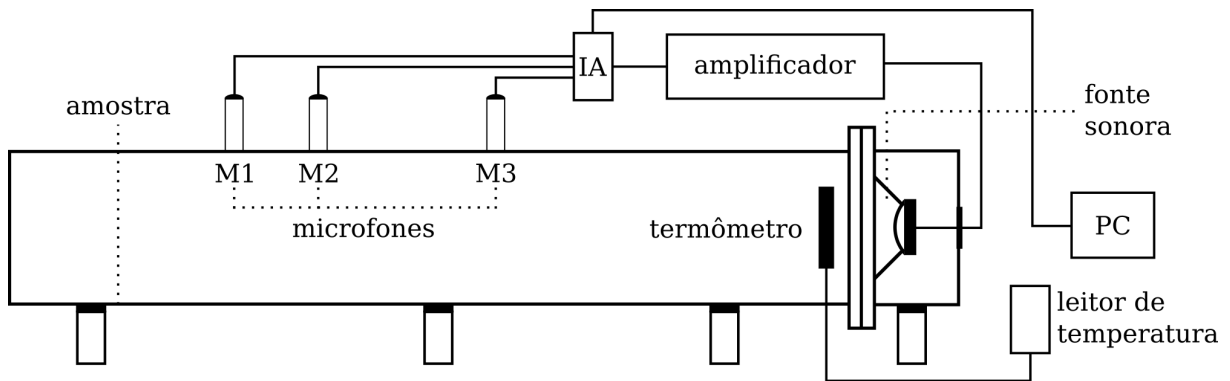 IA
amplificador
amostra
fonte
sonora
M1
M2
M3
microfones
termômetro
PC
leitor de
temperatura